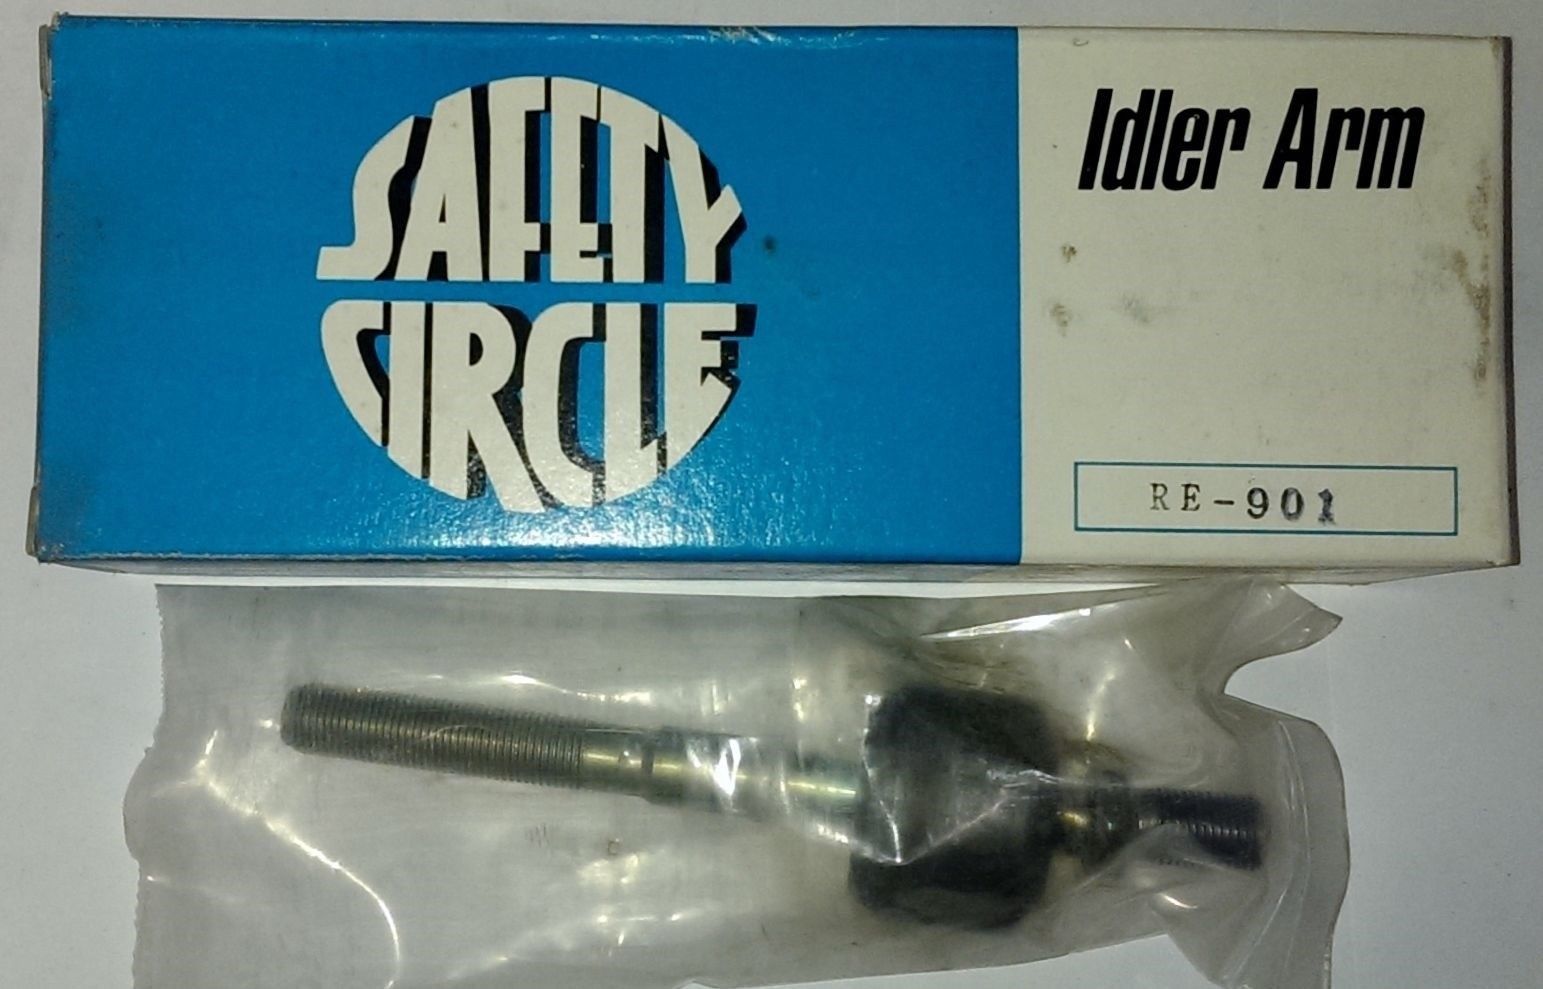 SAFETY
CIRCLE
Idler Arm
RE-901